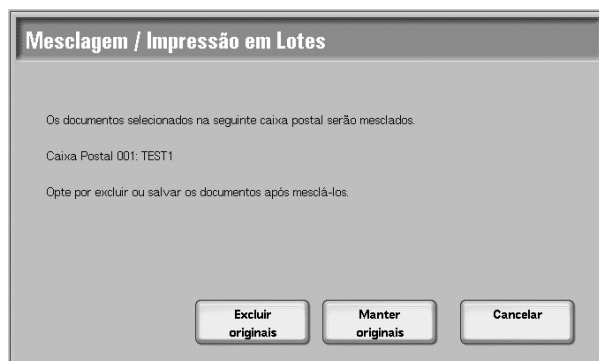 Mesclagem / Impressão em Lotes
Os documentos selecionados na seguinte caixa postal serão mesclados.
Caixa Postal 001: TEST1
Opte por excluir ou salvar os documentos após mesclá-los.
Excluir
originais
Manter
originais
Cancelar